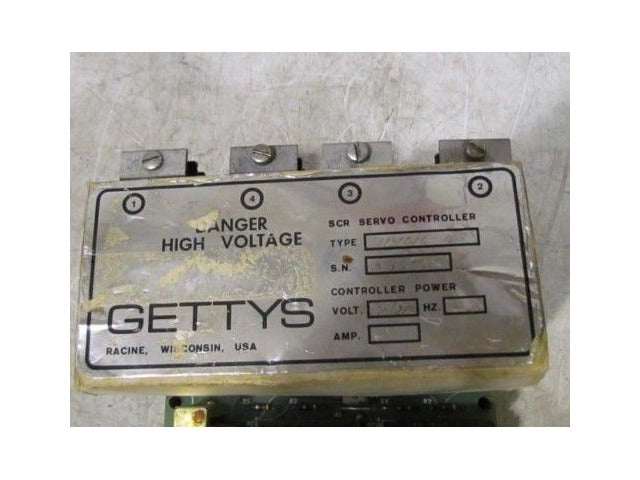 1
4
3
2
DANGER
HIGH VOLTAGE
GETTYS
RACINE, WISCONSIN, USA
SCR SERVO CONTROLLER
TYPE
S.N.
CONTROLLER POWER
VOLT. HZ.
AMP.